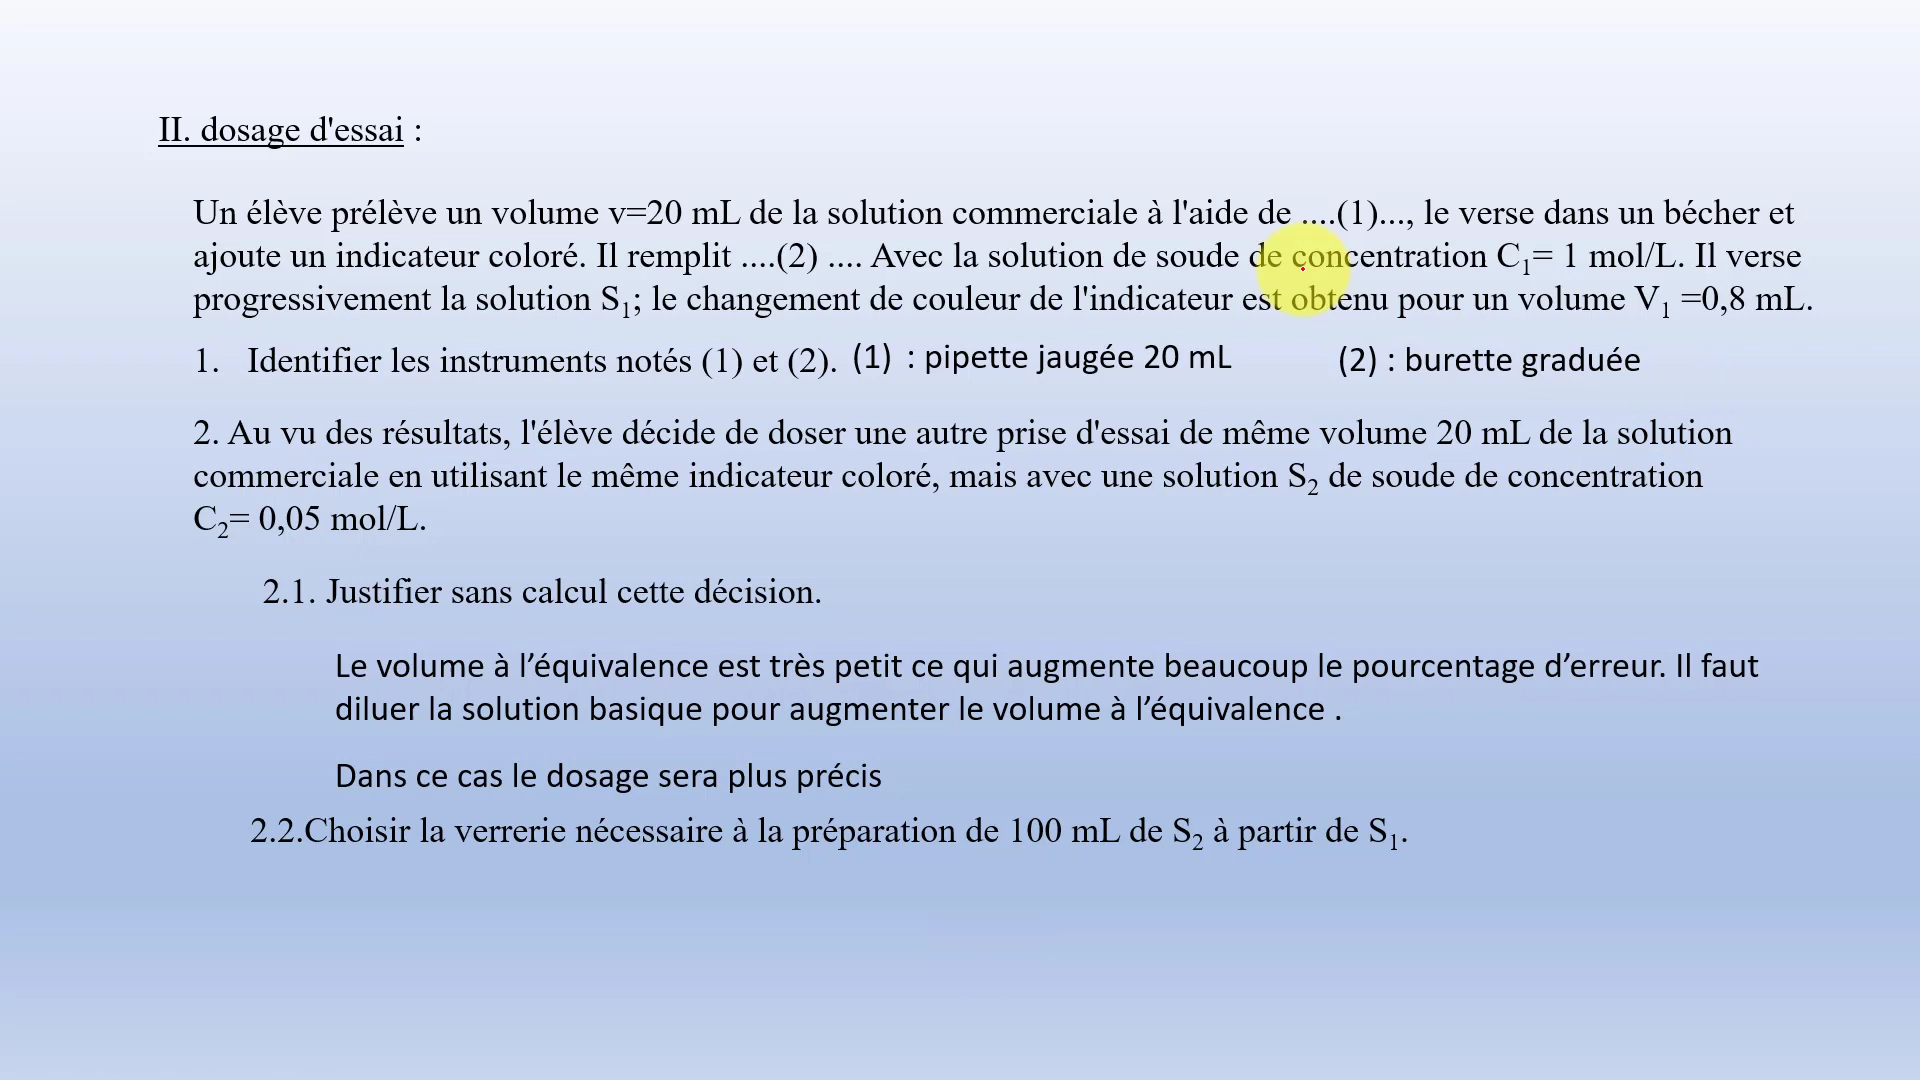 II. dosage d'essai :
Un élève prélève un volume v=20 mL de la solution commerciale à l'aide de ....(1)..., le verse dans un bécher et
ajoute un indicateur coloré. Il remplit ....(2) .... Avec la solution de soude de concentration C₁= 1 mol/L. Il verse
progressivement la solution S₁; le changement de couleur de l'indicateur est obtenu pour un volume V₁ =0,8 mL.
1. Identifier les instruments notés (1) et (2). (1) : pipette jaugée 20 mL (2) : burette graduée
2. Au vu des résultats, l'élève décide de doser une autre prise d'essai de même volume 20 mL de la solution
commerciale en utilisant le même indicateur coloré, mais avec une solution S₂ de soude de concentration
C₂= 0,05 mol/L.
2.1. Justifier sans calcul cette décision.
Le volume à l’équivalence est très petit ce qui augmente beaucoup le pourcentage d’erreur. Il faut
diluer la solution basique pour augmenter le volume à l’équivalence .
Dans ce cas le dosage sera plus précis
2.2.Choisir la verrerie nécessaire à la préparation de 100 mL de S₂ à partir de S₁.